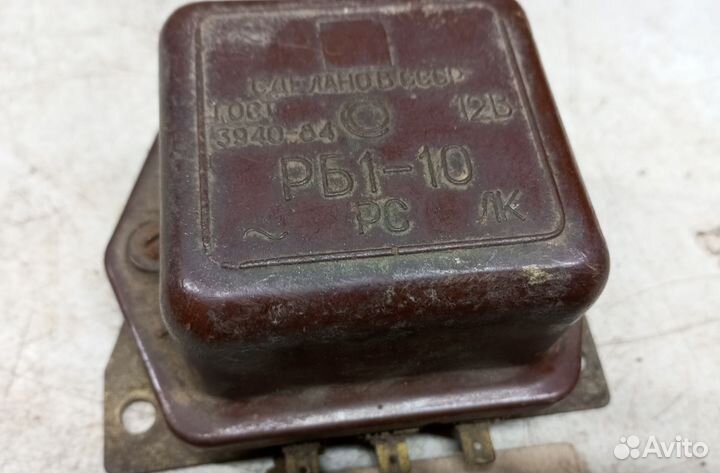 СДЕЛАНО В СССР
ГОСТ
3940-84
12В
РБ1-10
~ РС ЛК
Avito